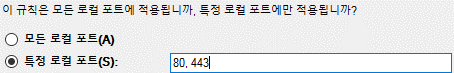 이 규칙은 모든 로컬 포트에 적용됩니까, 특정 로컬 포트에만 적용됩니까?
모든 로컬 포트(A)
특정 로컬 포트(S): 80, 443